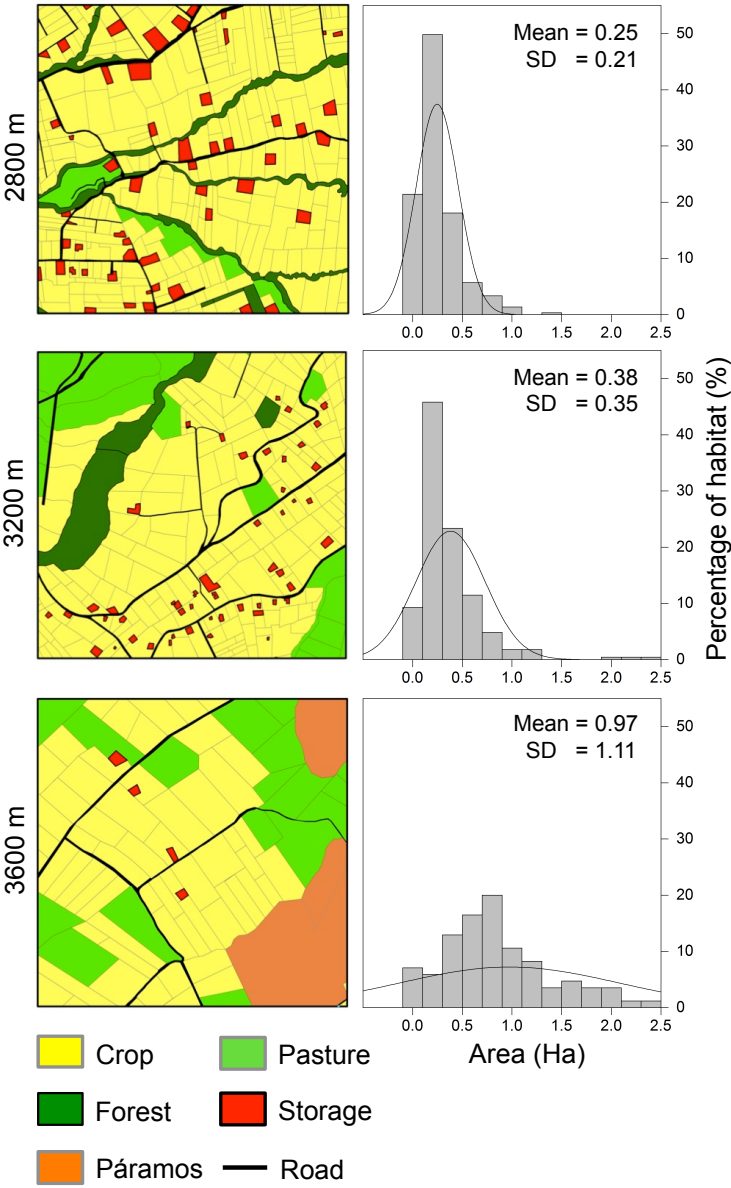 2800 m
Mean = 0.25
SD = 0.21
50
40
30
20
10
0
0.0 0.5 1.0 1.5 2.0 2.5
3200 m
Mean = 0.38
SD = 0.35
50
40
30
20
10
0
0.0 0.5 1.0 1.5 2.0 2.5
Percentage of habitat (%)
3600 m
Mean = 0.97
SD = 1.11
50
40
30
20
10
0
0.0 0.5 1.0 1.5 2.0 2.5
Area (Ha)
Crop Pasture
Forest Storage
Páramos Road